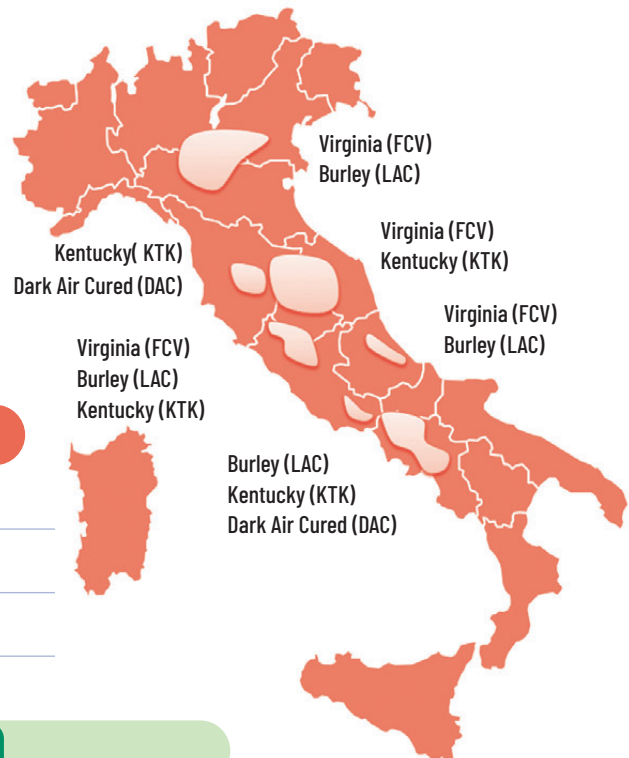 Virginia (FCV)
Burley (LAC)
Virginia (FCV)
Kentucky (KTK)
Kentucky( KTK)
Dark Air Cured (DAC)
Virginia (FCV)
Burley (LAC)
Virginia (FCV)
Burley (LAC)
Kentucky (KTK)
Burley (LAC)
Kentucky (KTK)
Dark Air Cured (DAC)